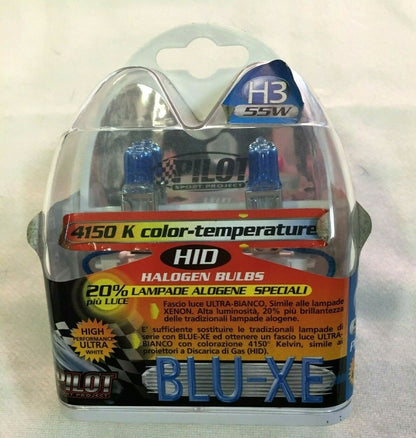 H3
55W
PILOT
SPORT PROJECT
4150 K color-temperature
HID
HALOGEN BULBS
20% LAMPADE ALOGENE SPECIALI
più LUCE
Fascio luce ULTRA-BIANCO, Simile alle lampade
XENON. Alta luminosità, 20% più brillantezza
delle tradizionali lampade alogene.
HIGH
PERFORMANCE
ULTRA
WHITE
E' sufficiente sostituire le tradizionali lampade di
serie con BLUE-XE ed ottenere un fascio luce ULTRA-
BIANCO con colorazione 4150° Kelvin, simile ai
proiettori a Discarica di Gas (HID).
PILOT
SPORT PROJECT
BLU-XE